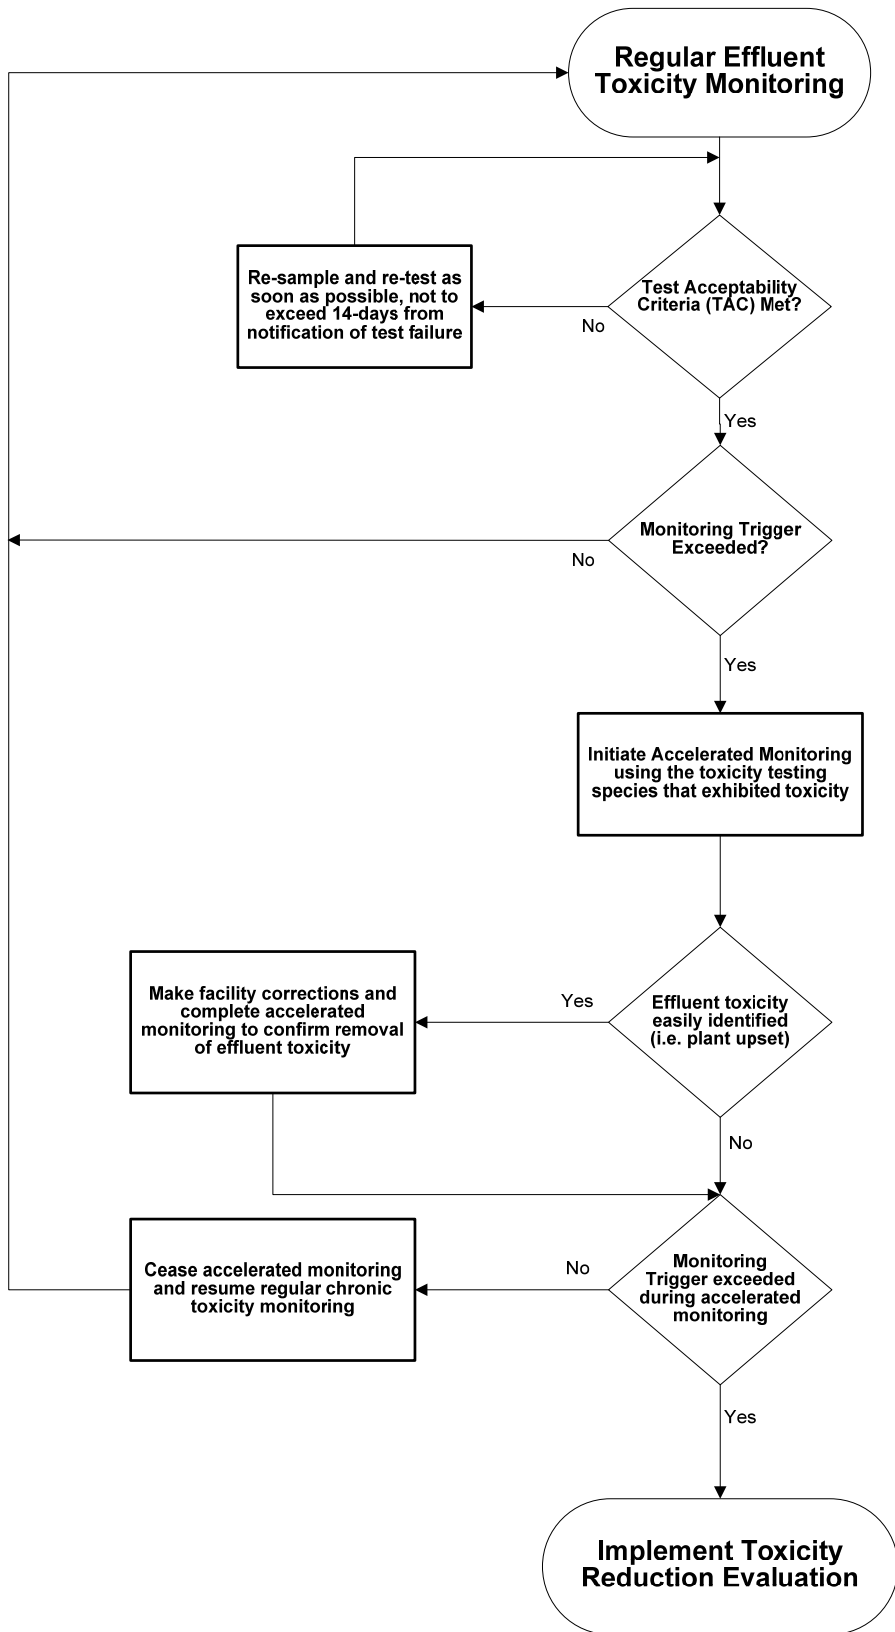 Regular Effluent
Toxicity Monitoring
Test Acceptability
Criteria (TAC) Met?
No
Re-sample and re-test as
soon as possible, not to
exceed 14-days from
notification of test failure
Yes
Monitoring Trigger
Exceeded?
No
Yes
Initiate Accelerated Monitoring
using the toxicity testing
species that exhibited toxicity
Effluent toxicity
easily identified
(i.e. plant upset)
Yes
Make facility corrections and
complete accelerated
monitoring to confirm removal
of effluent toxicity
No
Monitoring
Trigger exceeded
during accelerated
monitoring
No
Cease accelerated monitoring
and resume regular chronic
toxicity monitoring
Yes
Implement Toxicity
Reduction Evaluation